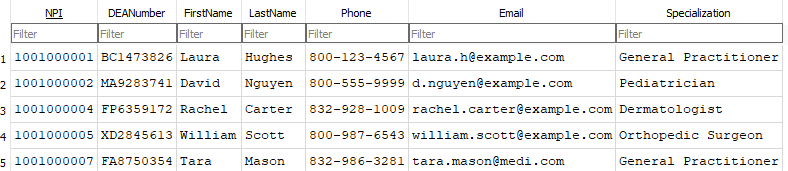 NPI DEANumber FirstName LastName Phone Email Specialization
Filter Filter Filter Filter Filter Filter Filter
1 1001000001 BC1473826 Laura Hughes 800-123-4567 laura.h@example.com General Practitioner
2 1001000002 MA9283741 David Nguyen 800-555-9999 d.nguyen@example.com Pediatrician
3 1001000004 FP6359172 Rachel Carter 832-928-1009 rachel.carter@example.com Dermatologist
4 1001000005 XD2845613 William Scott 800-987-6543 william.scott@example.com Orthopedic Surgeon
5 1001000007 FA8750354 Tara Mason 832-986-3281 tara.mason@medi.com General Practitioner